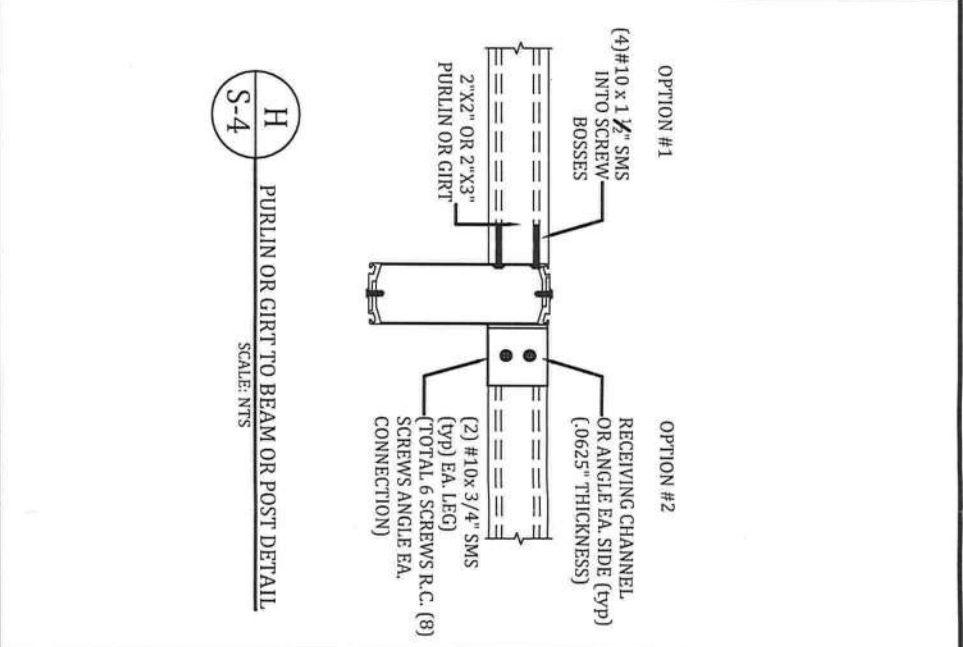 OPTION #1
(4)#10 x 1 ½" SMS
INTO SCREW
BOSSES
2"X2" OR 2"X3"
PURLIN OR GIRT
OPTION #2
RECEIVING CHANNEL
OR ANGLE EA. SIDE (typ)
(.0625" THICKNESS)
(2) #10x 3/4" SMS
(typ) EA. LEG)
(TOTAL 6 SCREWS R.C. (8)
SCREWS ANGLE EA.
CONNECTION)
H
S-4
PURLIN OR GIRT TO BEAM OR POST DETAIL
SCALE: NTS